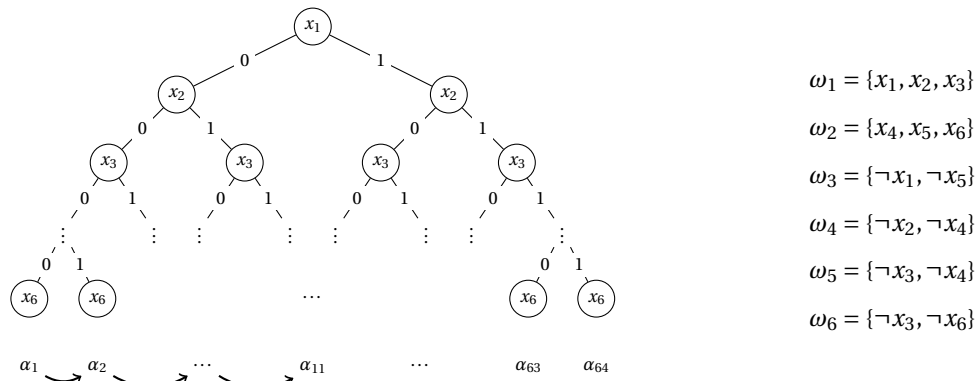 x₁
0 1
x₂ x₂
0 1 0 1
x₃ x₃ x₃ x₃
0 1 0 1 0 1 0 1
⋮ ⋮ ⋮ ⋮ ⋮ ⋮ ⋮ ⋮
0 1 0 1
x₆ x₆ ... x₆ x₆
α₁ α₂ ... α₁₁ ... α₆₃ α₆₄
ω₁ = {x₁, x₂, x₃}
ω₂ = {x₄, x₅, x₆}
ω₃ = {¬x₁, ¬x₅}
ω₄ = {¬x₂, ¬x₄}
ω₅ = {¬x₃, ¬x₄}
ω₆ = {¬x₃, ¬x₆}